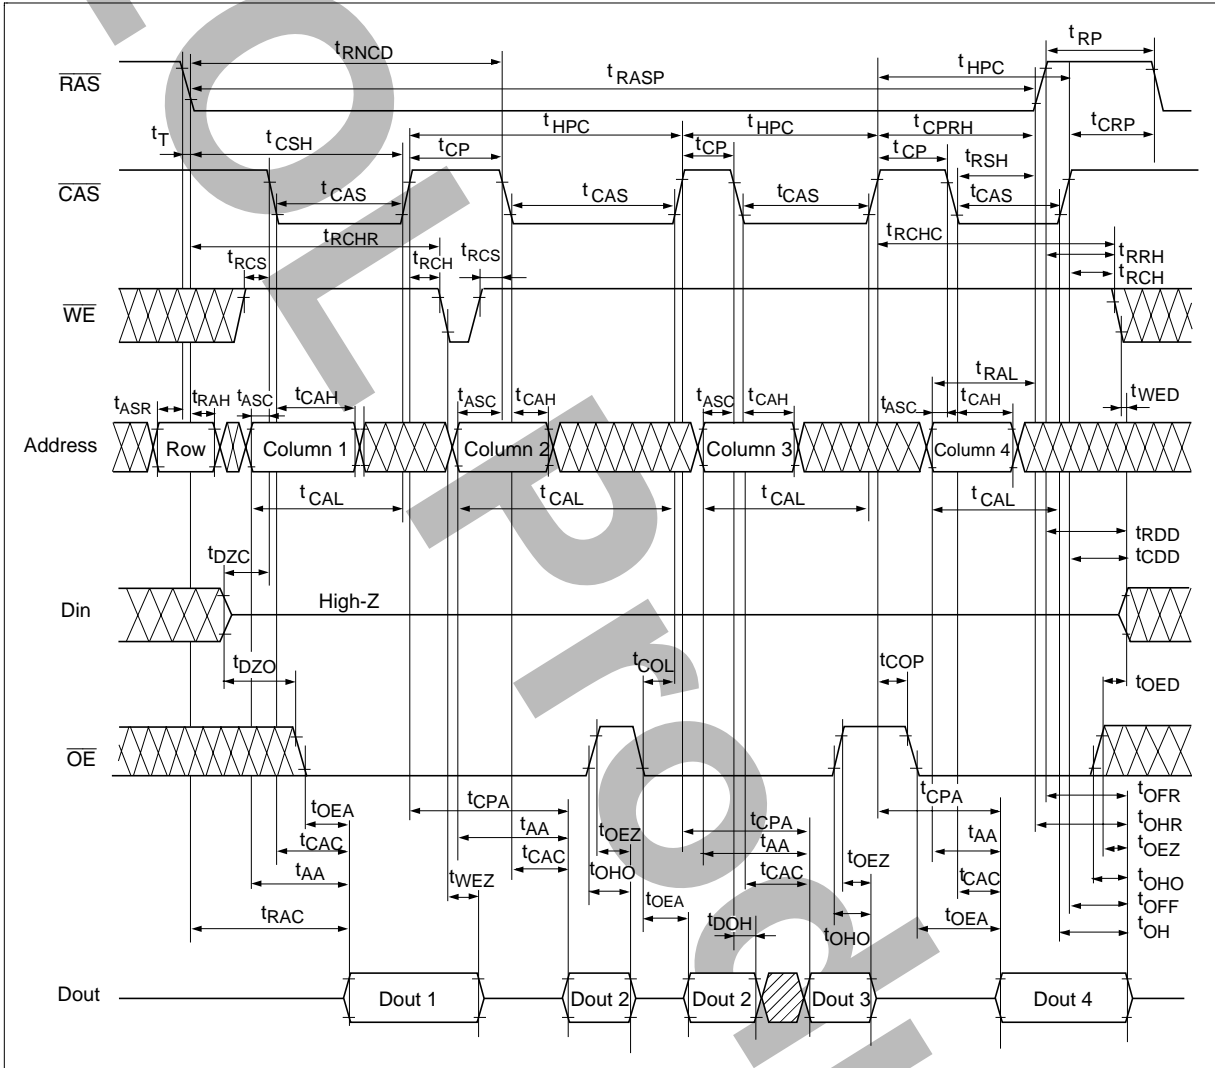 tRP
tRNCD
tHPC
tRASP
RAS
tT
tCSH
tHPC
tHPC
tCPRH
tCRP
tCP
tCP
tCP
tRSH
CAS
tCAS
tCAS
tCAS
tCAS
tRCHR
tRCHC
tRCS
tRCH
tRCS
tRRH
tRCH
WE
tRAL
tASR
tRAH
tASC
tCAH
tASC
tCAH
tASC
tCAH
tASC
tCAH
tWED
Address
Row
Column 1
Column 2
Column 3
Column 4
tCAL
tCAL
tCAL
tCAL
tRDD
tDZC
tCDD
Din
High-Z
tDZO
tCOL
tCOP
tOED
OE
tOEA
tCPA
tCPA
tCPA
tOFR
tCAC
tAA
tOEZ
tAA
tAA
tOHR
tAA
tCAC
tOHO
tCAC
tOEZ
tCAC
tOEZ
tWEZ
tOHO
tRAC
tOEA
tDOH
tOHO
tOEA
tOFF
tOH
Dout
Dout 1
Dout 2
Dout 2
Dout 3
Dout 4
OL Prod